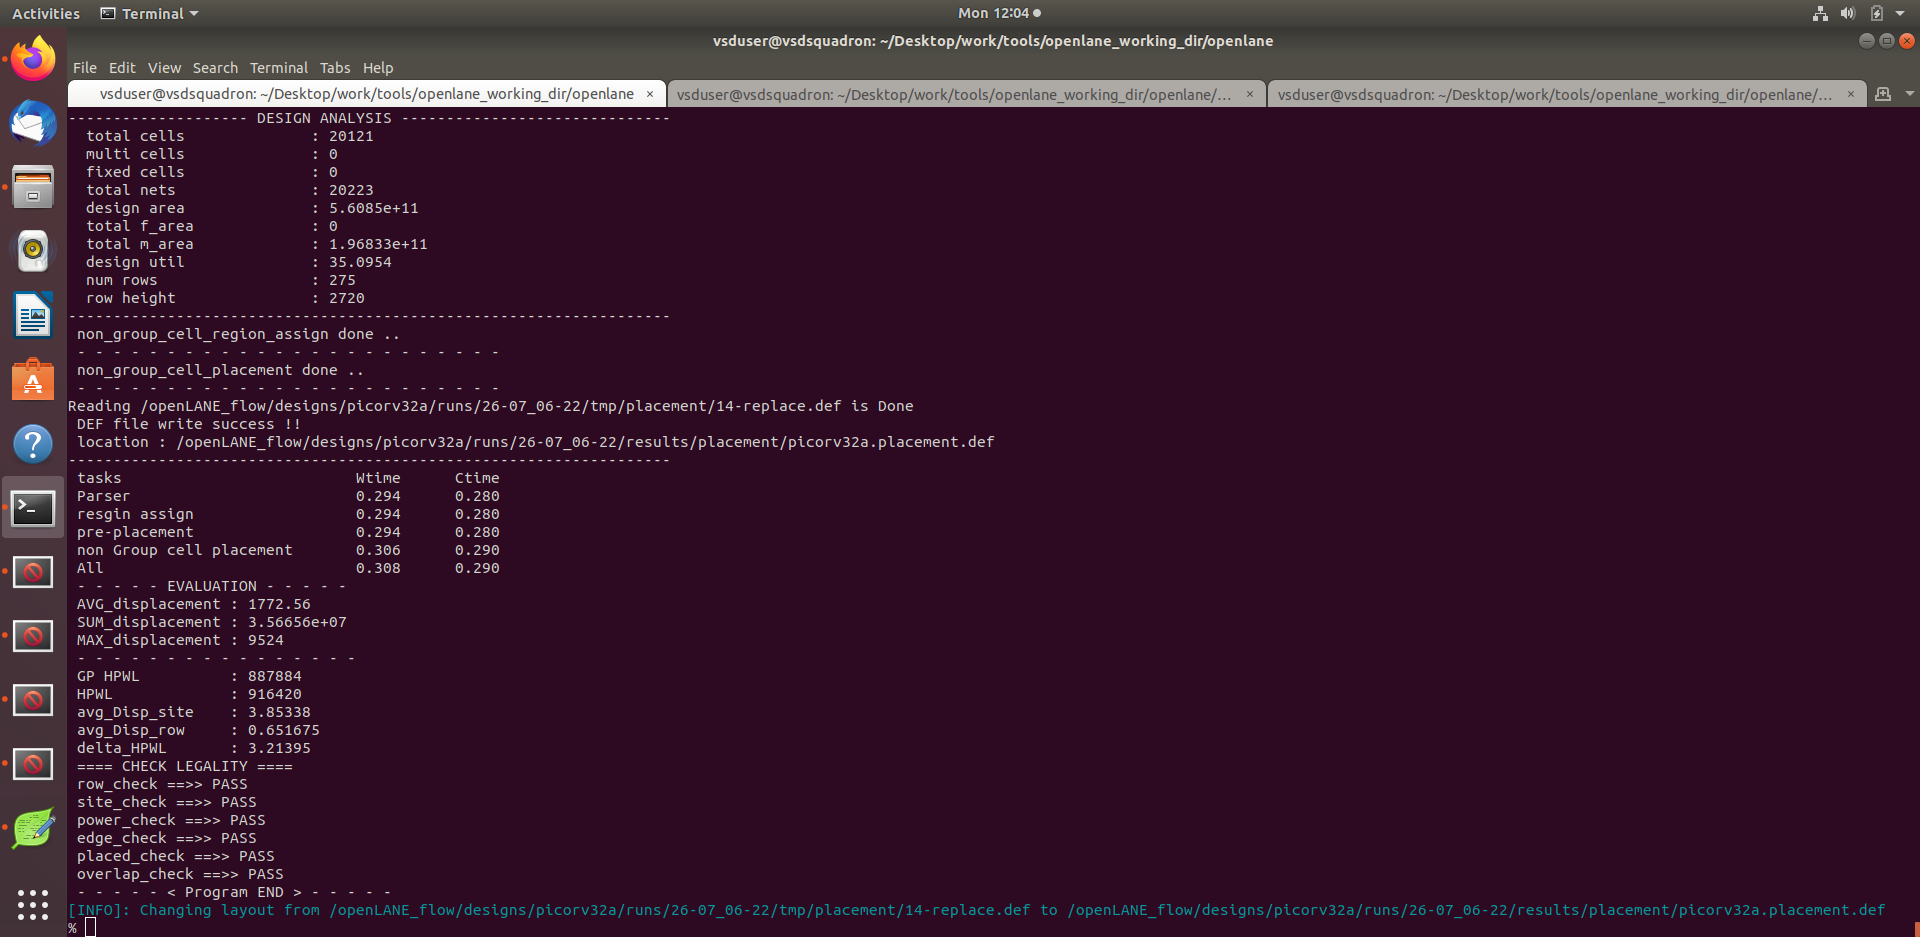 Activities Terminal Mon 12:04
vsduser@vsdsquadron: ~/Desktop/work/tools/openlane_working_dir/openlane
File Edit View Search Terminal Tabs Help
vsduser@vsdsquadron: ~/Desktop/work/tools/openlane_working_dir/openlane × vsduser@vsdsquadron: ~/Desktop/work/tools/openlane_working_dir/openlane/... × vsduser@vsdsquadron: ~/Desktop/work/tools/openlane_working_dir/openlane/... ×
-------------------- DESIGN ANALYSIS ------------------------------
total cells : 20121
multi cells : 0
fixed cells : 0
total nets : 20223
design area : 5.6085e+11
total f_area : 0
total m_area : 1.96833e+11
design util : 35.0954
num rows : 275
row height : 2720
-------------------------------------------------------------------
non_group_cell_region_assign done ..
- - - - - - - - - - - - - - - - - - - - - - - -
non_group_cell_placement done ..
- - - - - - - - - - - - - - - - - - - - - - - -
Reading /openLANE_flow/designs/picorv32a/runs/26-07_06-22/tmp/placement/14-replace.def is Done
DEF file write success !!
location : /openLANE_flow/designs/picorv32a/runs/26-07_06-22/results/placement/picorv32a.placement.def
-------------------------------------------------------------------
tasks Wtime Ctime
Parser 0.294 0.280
resgin assign 0.294 0.280
pre-placement 0.294 0.280
non Group cell placement 0.306 0.290
All 0.308 0.290
- - - - - EVALUATION - - - - -
AVG_displacement : 1772.56
SUM_displacement : 3.56656e+07
MAX_displacement : 9524
- - - - - - - - - - - - - - - -
GP HPWL : 887884
HPWL : 916420
avg_Disp_site : 3.85338
avg_Disp_row : 0.651675
delta_HPWL : 3.21395
==== CHECK LEGALITY ====
row_check ==>> PASS
site_check ==>> PASS
power_check ==>> PASS
edge_check ==>> PASS
placed_check ==>> PASS
overlap_check ==>> PASS
- - - - - < Program END > - - - - -
[INFO]: Changing layout from /openLANE_flow/designs/picorv32a/runs/26-07_06-22/tmp/placement/14-replace.def to /openLANE_flow/designs/picorv32a/runs/26-07_06-22/results/placement/picorv32a.placement.def
%